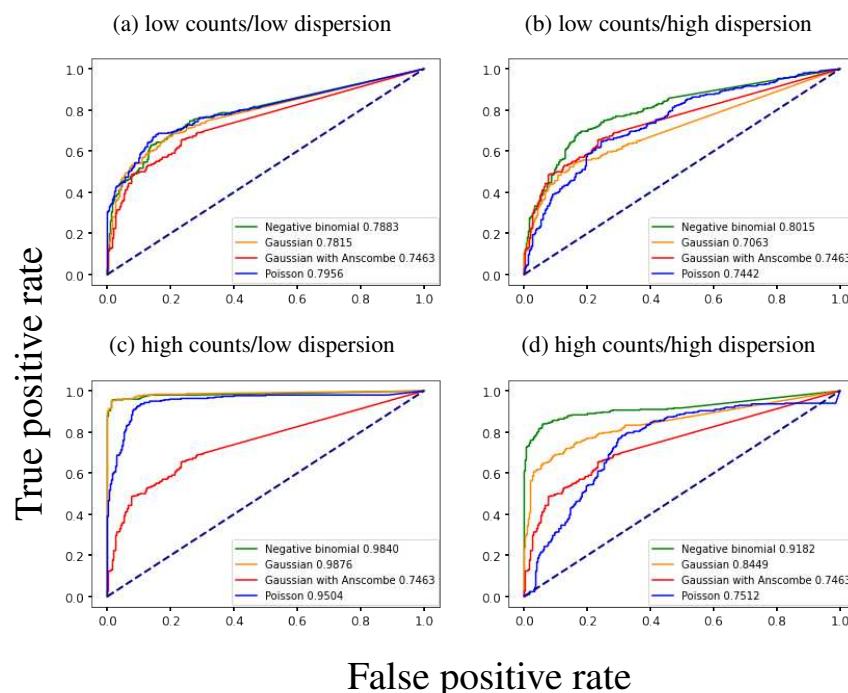 (a) low counts/low dispersion
(b) low counts/high dispersion
1.0
0.8
0.6
0.4
0.2
0.0
Negative binomial 0.7883
Gaussian 0.7815
Gaussian with Anscombe 0.7463
Poisson 0.7956
0.0 0.2 0.4 0.6 0.8 1.0
1.0
0.8
0.6
0.4
0.2
0.0
Negative binomial 0.8015
Gaussian 0.7063
Gaussian with Anscombe 0.7463
Poisson 0.7442
0.0 0.2 0.4 0.6 0.8 1.0
True positive rate
(c) high counts/low dispersion
(d) high counts/high dispersion
1.0
0.8
0.6
0.4
0.2
0.0
Negative binomial 0.9840
Gaussian 0.9876
Gaussian with Anscombe 0.7463
Poisson 0.9504
0.0 0.2 0.4 0.6 0.8 1.0
1.0
0.8
0.6
0.4
0.2
0.0
Negative binomial 0.9182
Gaussian 0.8449
Gaussian with Anscombe 0.7463
Poisson 0.7512
0.0 0.2 0.4 0.6 0.8 1.0
False positive rate